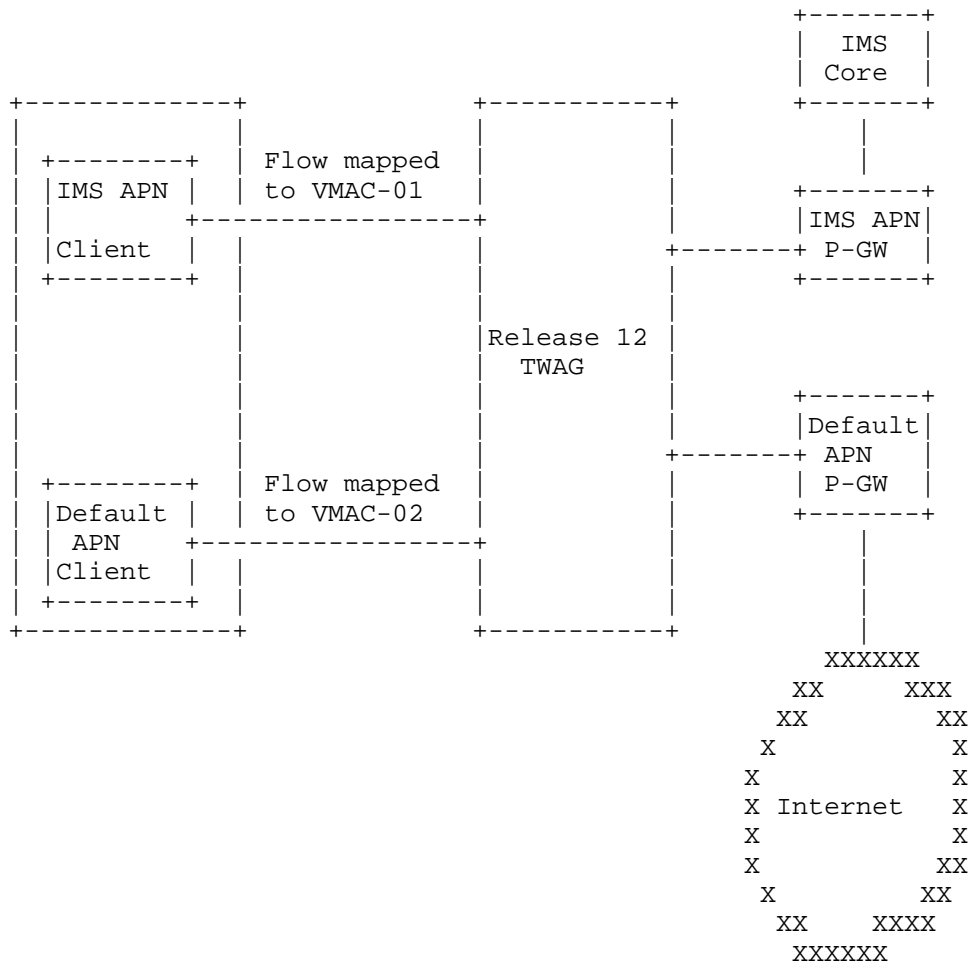 IMS
Core
Flow mapped
IMS APN
to VMAC-01
IMS APN
Client
P-GW
Release 12
TWAG
Default
APN
Flow mapped
P-GW
Default
to VMAC-02
APN
Client
Internet